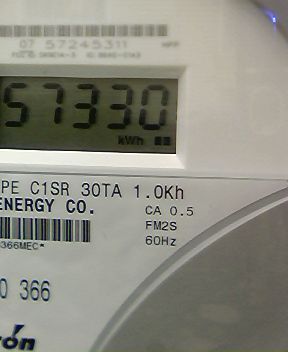 07 57245311
57330
kWh
PE C1SR 30TA 1.0Kh
ENERGY CO.
CA 0.5
FM2S
60Hz
366MEC*
0 366
ron